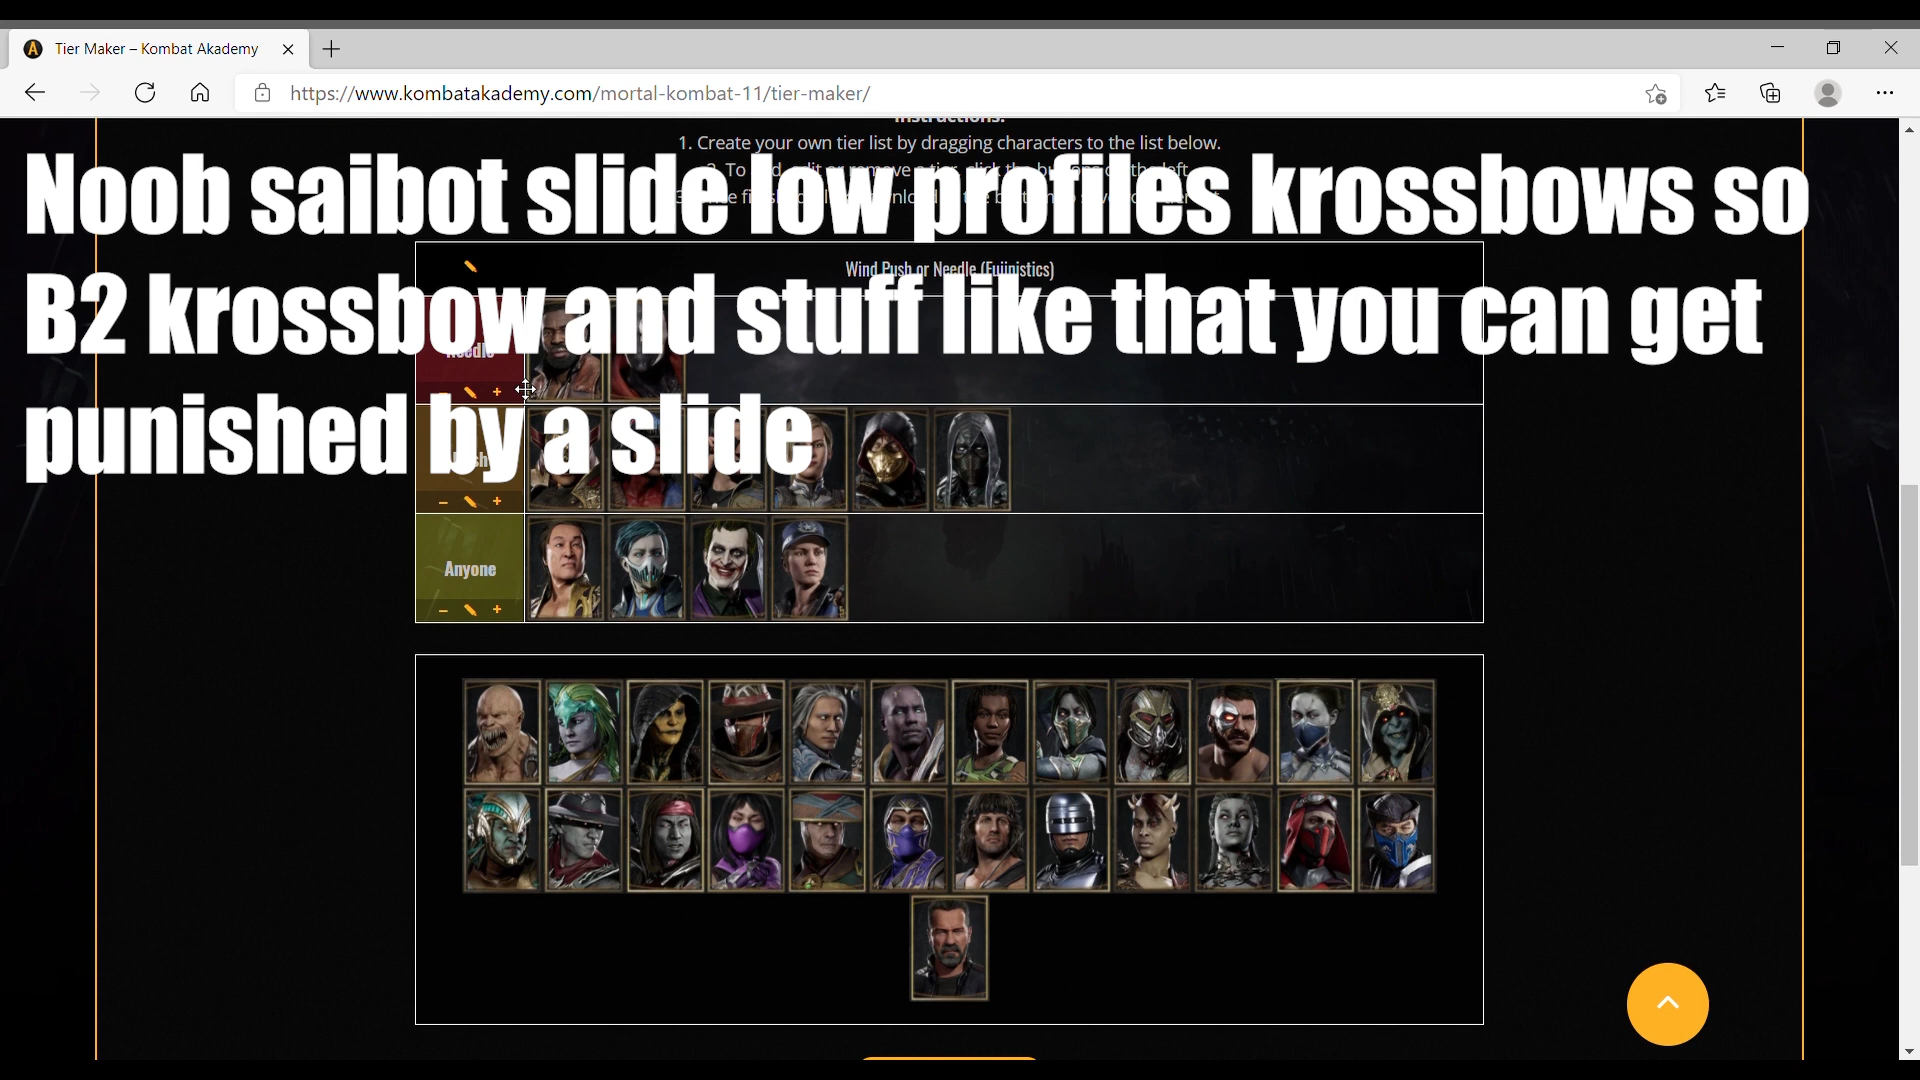 Tier Maker – Kombat Akademy
https://www.kombatakademy.com/mortal-kombat-11/tier-maker/
Instructions:
1. Create your own tier list by dragging characters to the list below.
Noob saibot slide low profiles krossbows so
B2 krossbow and stuff like that you can get
punished by a slide
Wind Push or Needle (Fujinistics)
Needle
Anyone